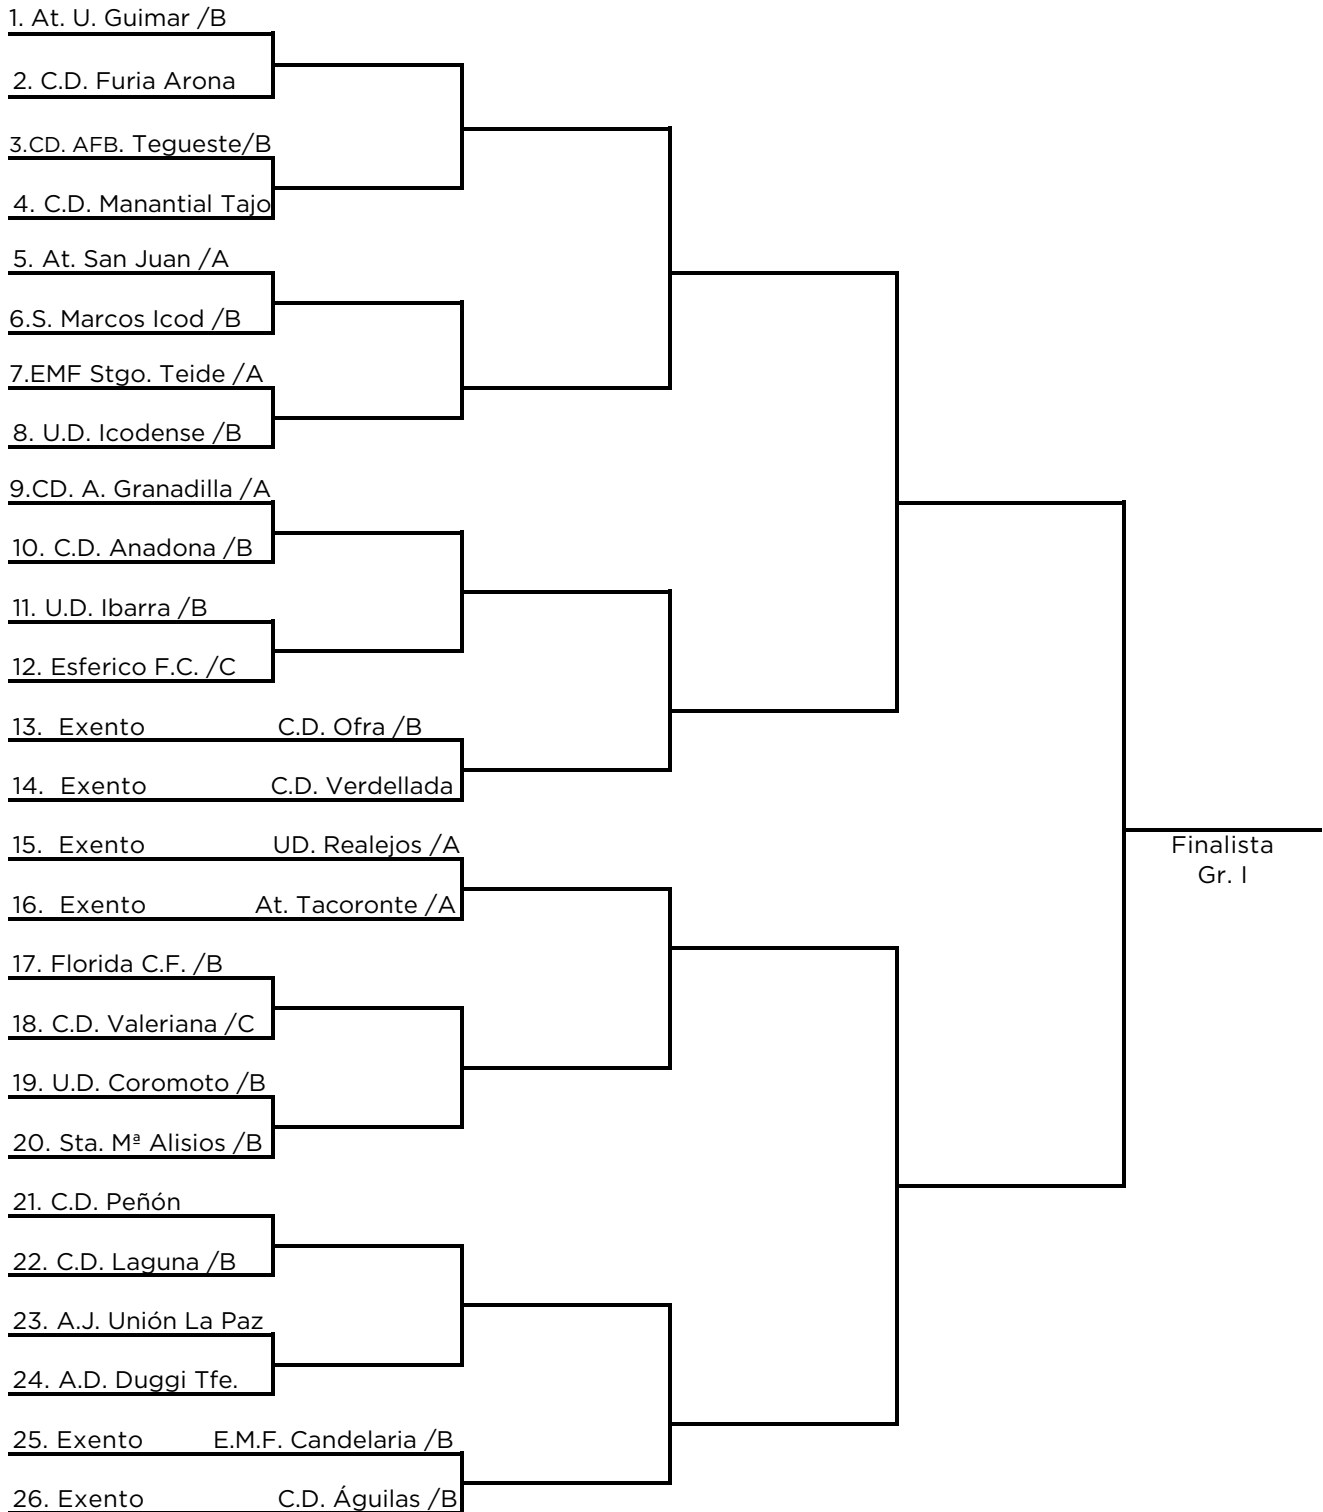 1. At. U. Guimar /B
2. C.D. Furia Arona
3.CD. AFB. Tegueste/B
4. C.D. Manantial Tajo
5. At. San Juan /A
6.S. Marcos Icod /B
7.EMF Stgo. Teide /A
8. U.D. Icodense /B
9.CD. A. Granadilla /A
10. C.D. Anadona /B
11. U.D. Ibarra /B
12. Esferico F.C. /C
13. Exento C.D. Ofra /B
14. Exento C.D. Verdellada
15. Exento UD. Realejos /A
Finalista
Gr. I
16. Exento At. Tacoronte /A
17. Florida C.F. /B
18. C.D. Valeriana /C
19. U.D. Coromoto /B
20. Sta. Mª Alisios /B
21. C.D. Peñón
22. C.D. Laguna /B
23. A.J. Unión La Paz
24. A.D. Duggi Tfe.
25. Exento E.M.F. Candelaria /B
26. Exento C.D. Águilas /B